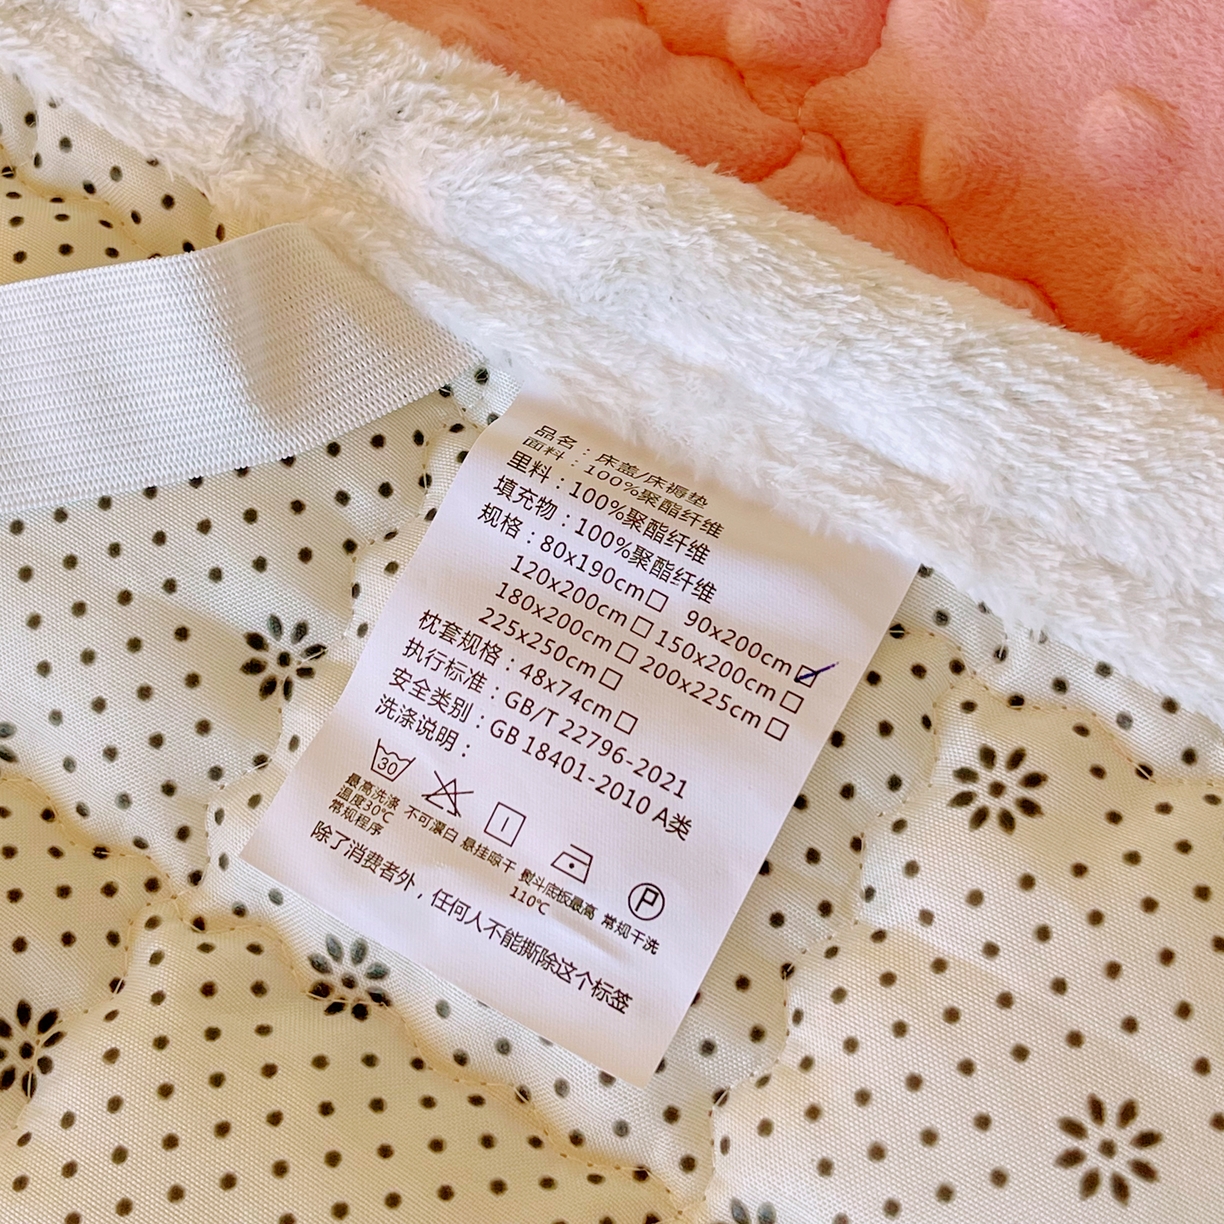 品名：床盖/床褥垫
面料：100%聚酯纤维
里料：100%聚酯纤维
填充物：100%聚酯纤维
规格：80x190cm□ 90x200cm☑
120x200cm□ 150x200cm□
180x200cm□ 200x225cm□
225x250cm□
枕套规格：48x74cm□
执行标准：GB/T 22796-2021
安全类别：GB 18401-2010 A类
洗涤说明：
30
P
最高洗涤温度30℃常规程序
不可漂白
悬挂晾干
熨斗底板最高110℃
常规干洗
除了消费者外，任何人不能撕除这个标签